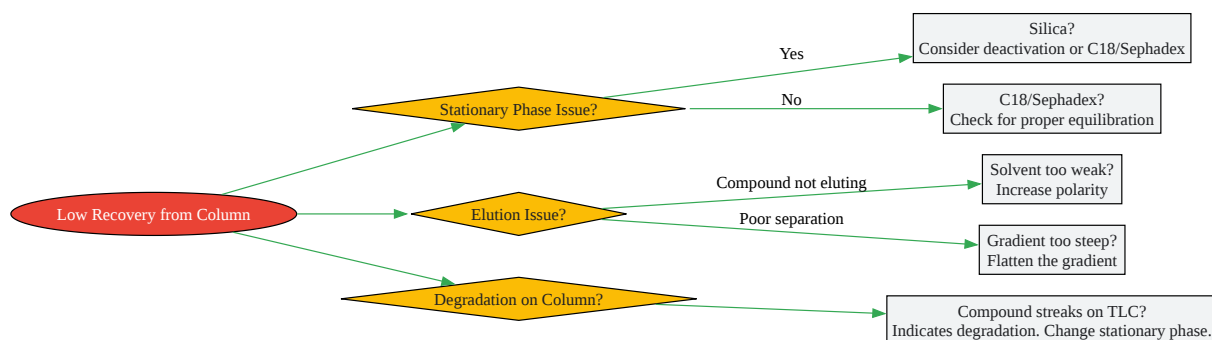 Low Recovery from Column
Stationary Phase Issue?
Yes
Silica?
Consider deactivation or C18/Sephadex
No
C18/Sephadex?
Check for proper equilibration
Elution Issue?
Compound not eluting
Solvent too weak?
Increase polarity
Poor separation
Gradient too steep?
Flatten the gradient
Degradation on Column?
Compound streaks on TLC?
Indicates degradation. Change stationary phase.